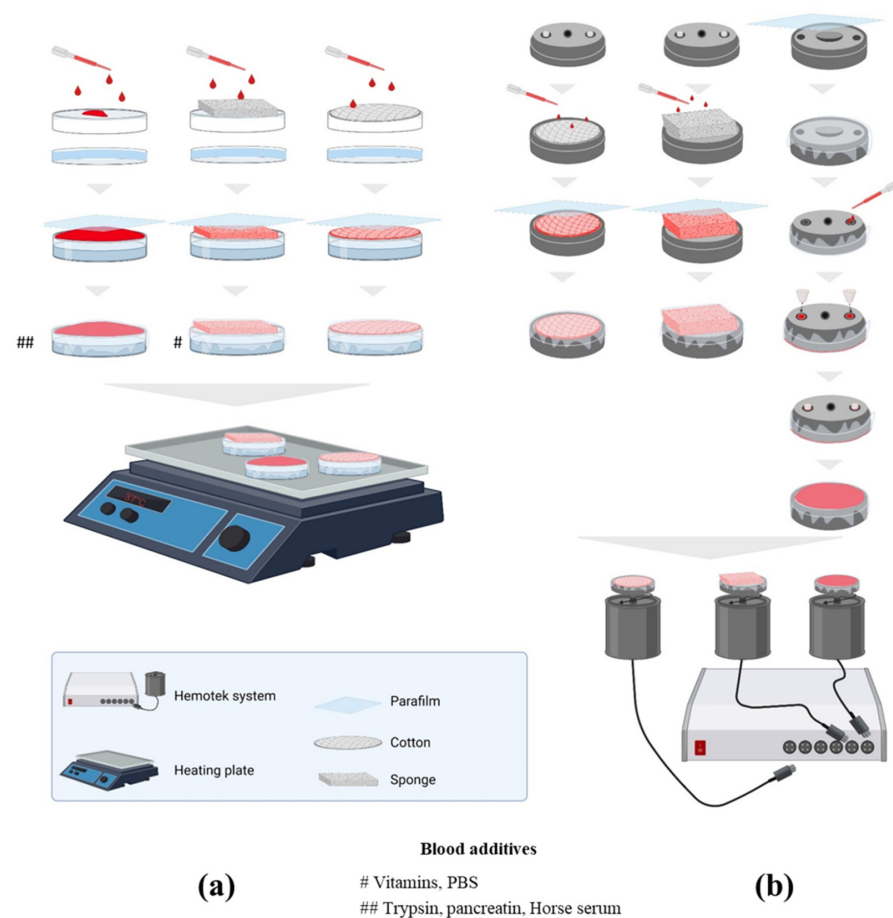 ##
#
37°C
Hemotek system
Parafilm
Cotton
Heating plate
Sponge
Blood additives
(a)
(b)
# Vitamins, PBS
## Trypsin, pancreatin, Horse serum